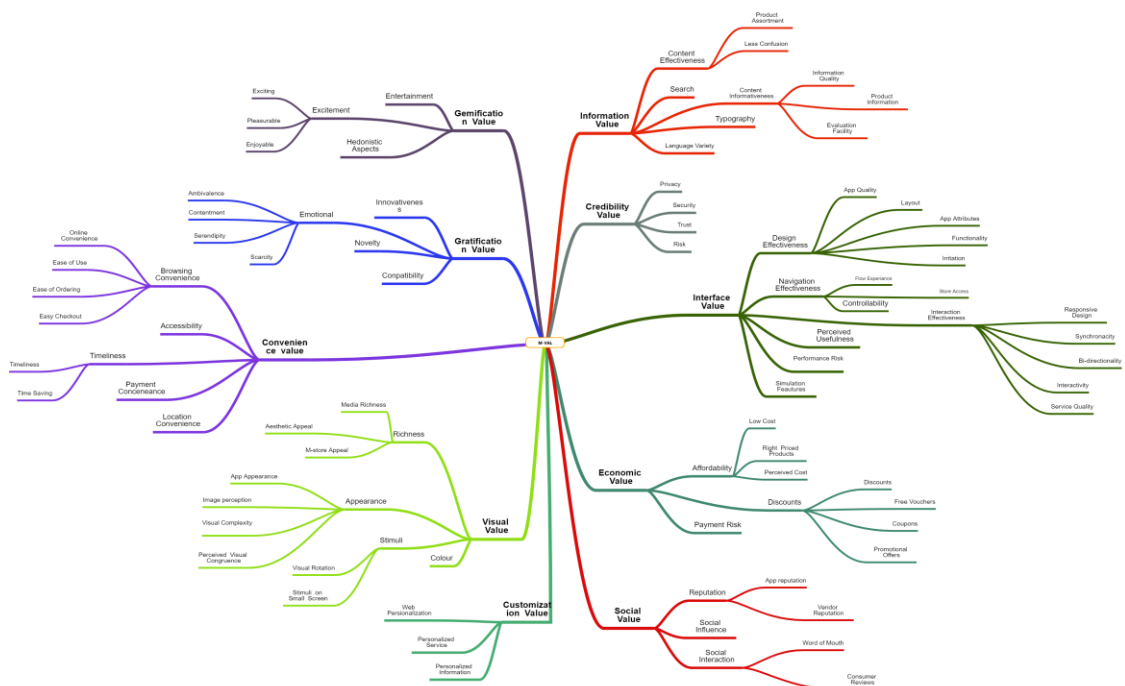 Product
Assortment
Less Confusion
Content
Effectiveness
Search
Content
Informativeness
Information
Quality
Product
Information
Evaluation
Facility
Typography
Language Variety
Information
Value
Privacy
Security
Trust
Risk
Credibility
Value
App Quality
Layout
App Attributes
Functionality
Irritation
Design
Effectiveness
Navigation
Effectiveness
Flow Experiance
Store Access
Controllability
Interaction
Effectiveness
Responsive
Design
Synchronacity
Bi-directionality
Interactivity
Service Quality
Perceived
Usefulness
Performance Risk
Simulation
Feautures
Interface
Value
Low Cost
Right Priced
Products
Perceived Cost
Affordability
Discounts
Discounts
Free Vouchers
Coupons
Promotional
Offers
Payment Risk
Economic
Value
App reputation
Vendor
Reputation
Reputation
Social
Influence
Social
Interaction
Word of Mouth
Consumer
Reviews
Social
Value
Exciting
Pleasurable
Enjoyable
Excitement
Entertainment
Hedonistic
Aspects
Gemificatio
n Value
Ambivalence
Contentment
Serendipity
Scarcity
Emotional
Innovativenes
s
Novelty
Conpatibility
Gratification
n Value
Online
Convenience
Ease of Use
Ease of Ordering
Easy Checkout
Browsing
Convenience
Accessibility
Timeliness
Timeliness
Time Saving
Payment
Conceneance
Location
Convenience
Convenien
ce value
Media Richness
Aesthetic Appeal
M-store Appeal
Richness
App Appearance
Image perception
Visual Complexity
Perceived Visual
Congruence
Appearance
Stimuli
Visual Rotation
Stimuli on
Small Screen
Colour
Visual
Value
Web
Persionalization
Personalized
Service
Personalized
Information
Customizat
ion Value